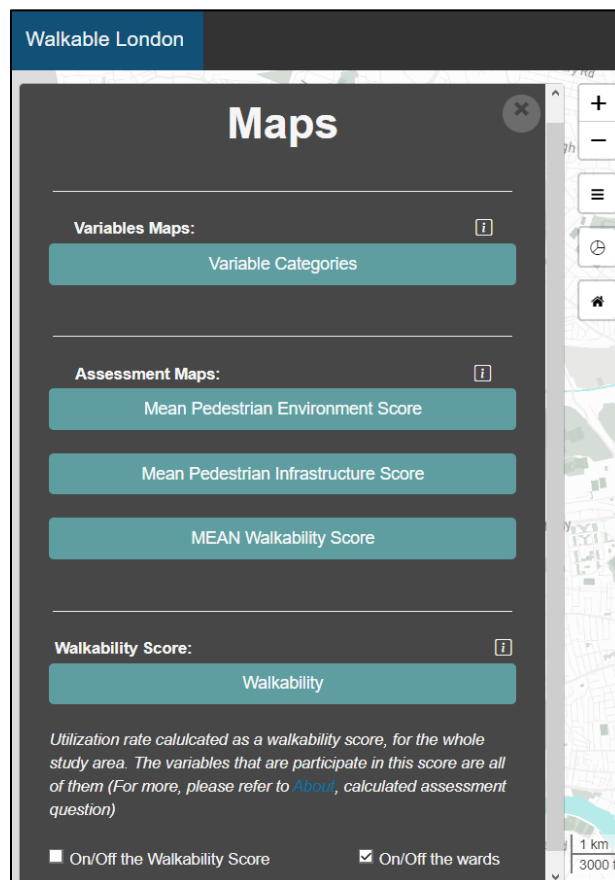 Walkable London
Maps
Variables Maps:
Variable Categories
Assessment Maps:
Mean Pedestrian Environment Score
Mean Pedestrian Infrastructure Score
MEAN Walkability Score
Walkability Score:
Walkability
Utilization rate calulcated as a walkability score, for the whole
study area. The variables that are participate in this score are all
of them (For more, please refer to About, calculated assessment
question)
On/Off the Walkability Score
On/Off the wards
1 km
3000 f